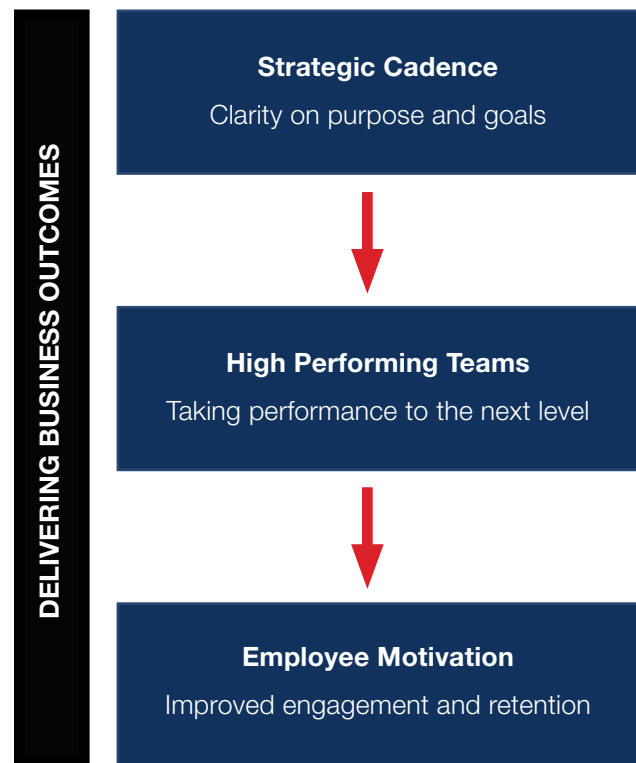 DELIVERING BUSINESS OUTCOMES
Strategic Cadence
Clarity on purpose and goals
High Performing Teams
Taking performance to the next level
Employee Motivation
Improved engagement and retention